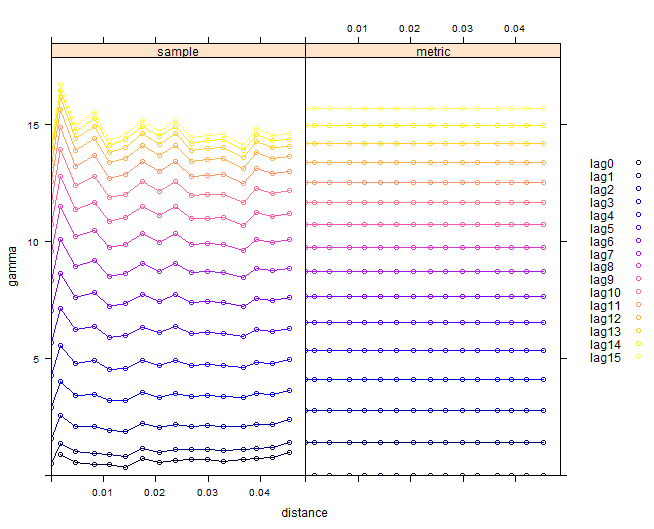 0.01 0.02 0.03 0.04
sample metric
15
10
5
gamma
0.01 0.02 0.03 0.04
distance
lag0
lag1
lag2
lag3
lag4
lag5
lag6
lag7
lag8
lag9
lag10
lag11
lag12
lag13
lag14
lag15